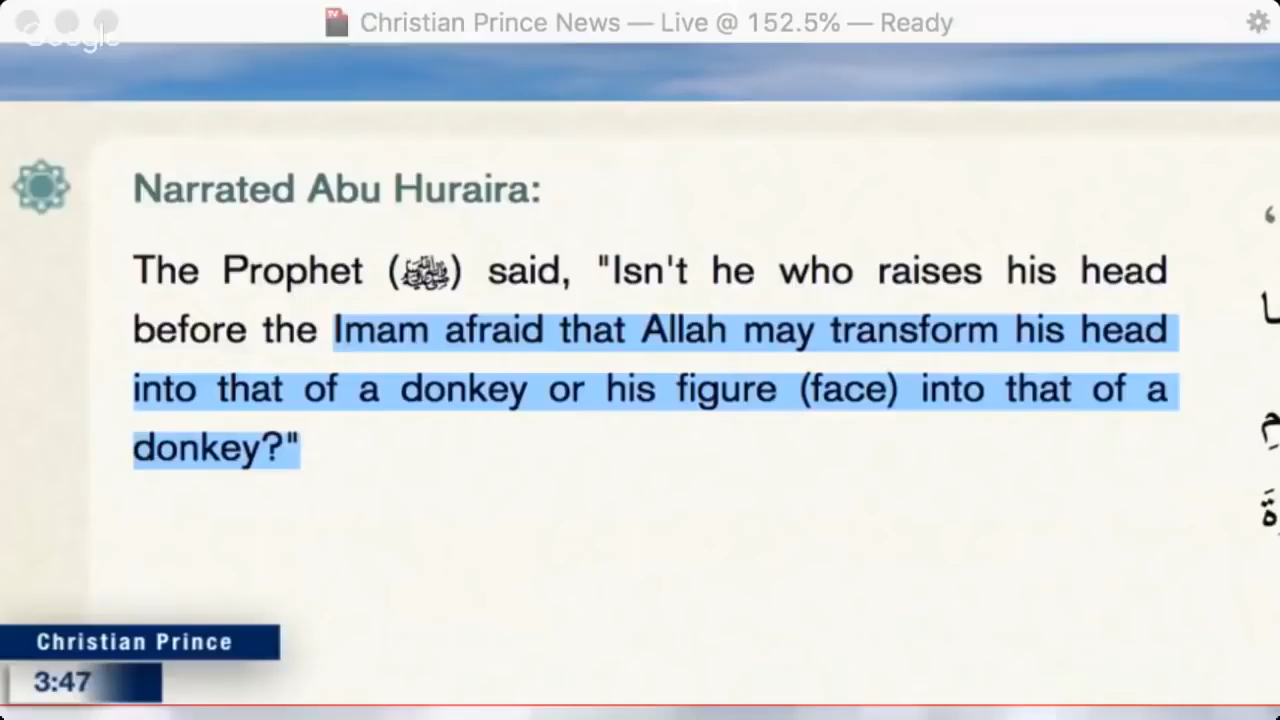 Christian Prince News — Live @ 152.5% — Ready
Google
Narrated Abu Huraira:
The Prophet (ﷺ) said, "Isn't he who raises his head
before the Imam afraid that Allah may transform his head
into that of a donkey or his figure (face) into that of a
donkey?"
Christian Prince
3:47